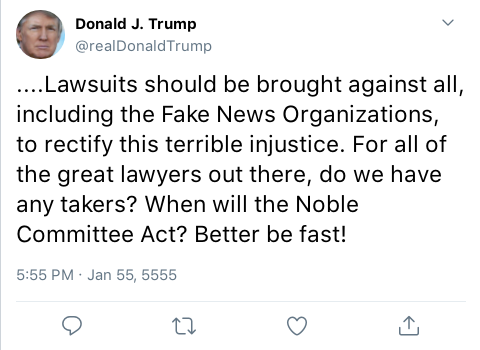 Donald J. Trump
@realDonaldTrump
....Lawsuits should be brought against all,
including the Fake News Organizations,
to rectify this terrible injustice. For all of
the great lawyers out there, do we have
any takers? When will the Noble
Committee Act? Better be fast!
5:55 PM · Jan 55, 5555